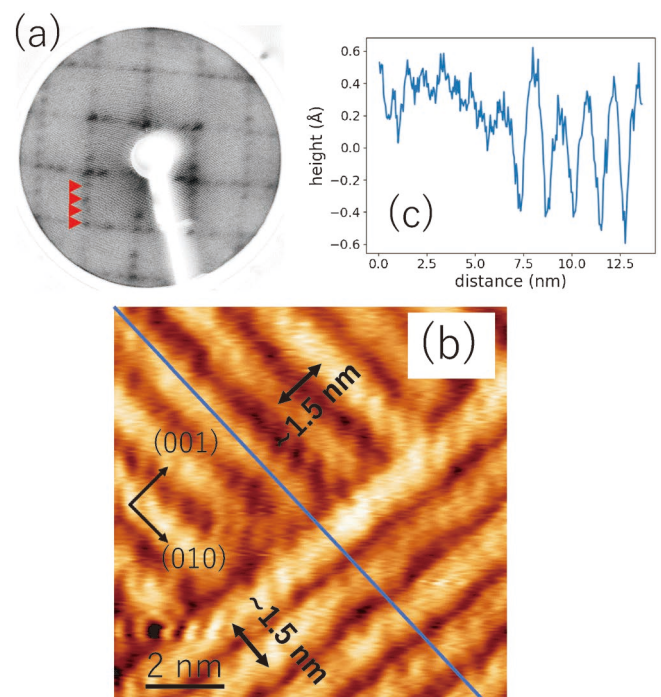 (a)
0.6
0.4
0.2
0.0
-0.2
-0.4
-0.6
height (Å)
(c)
0.0 2.5 5.0 7.5 10.0 12.5
distance (nm)
(b)
~1.5 nm
(001)
(010)
~1.5 nm
2 nm